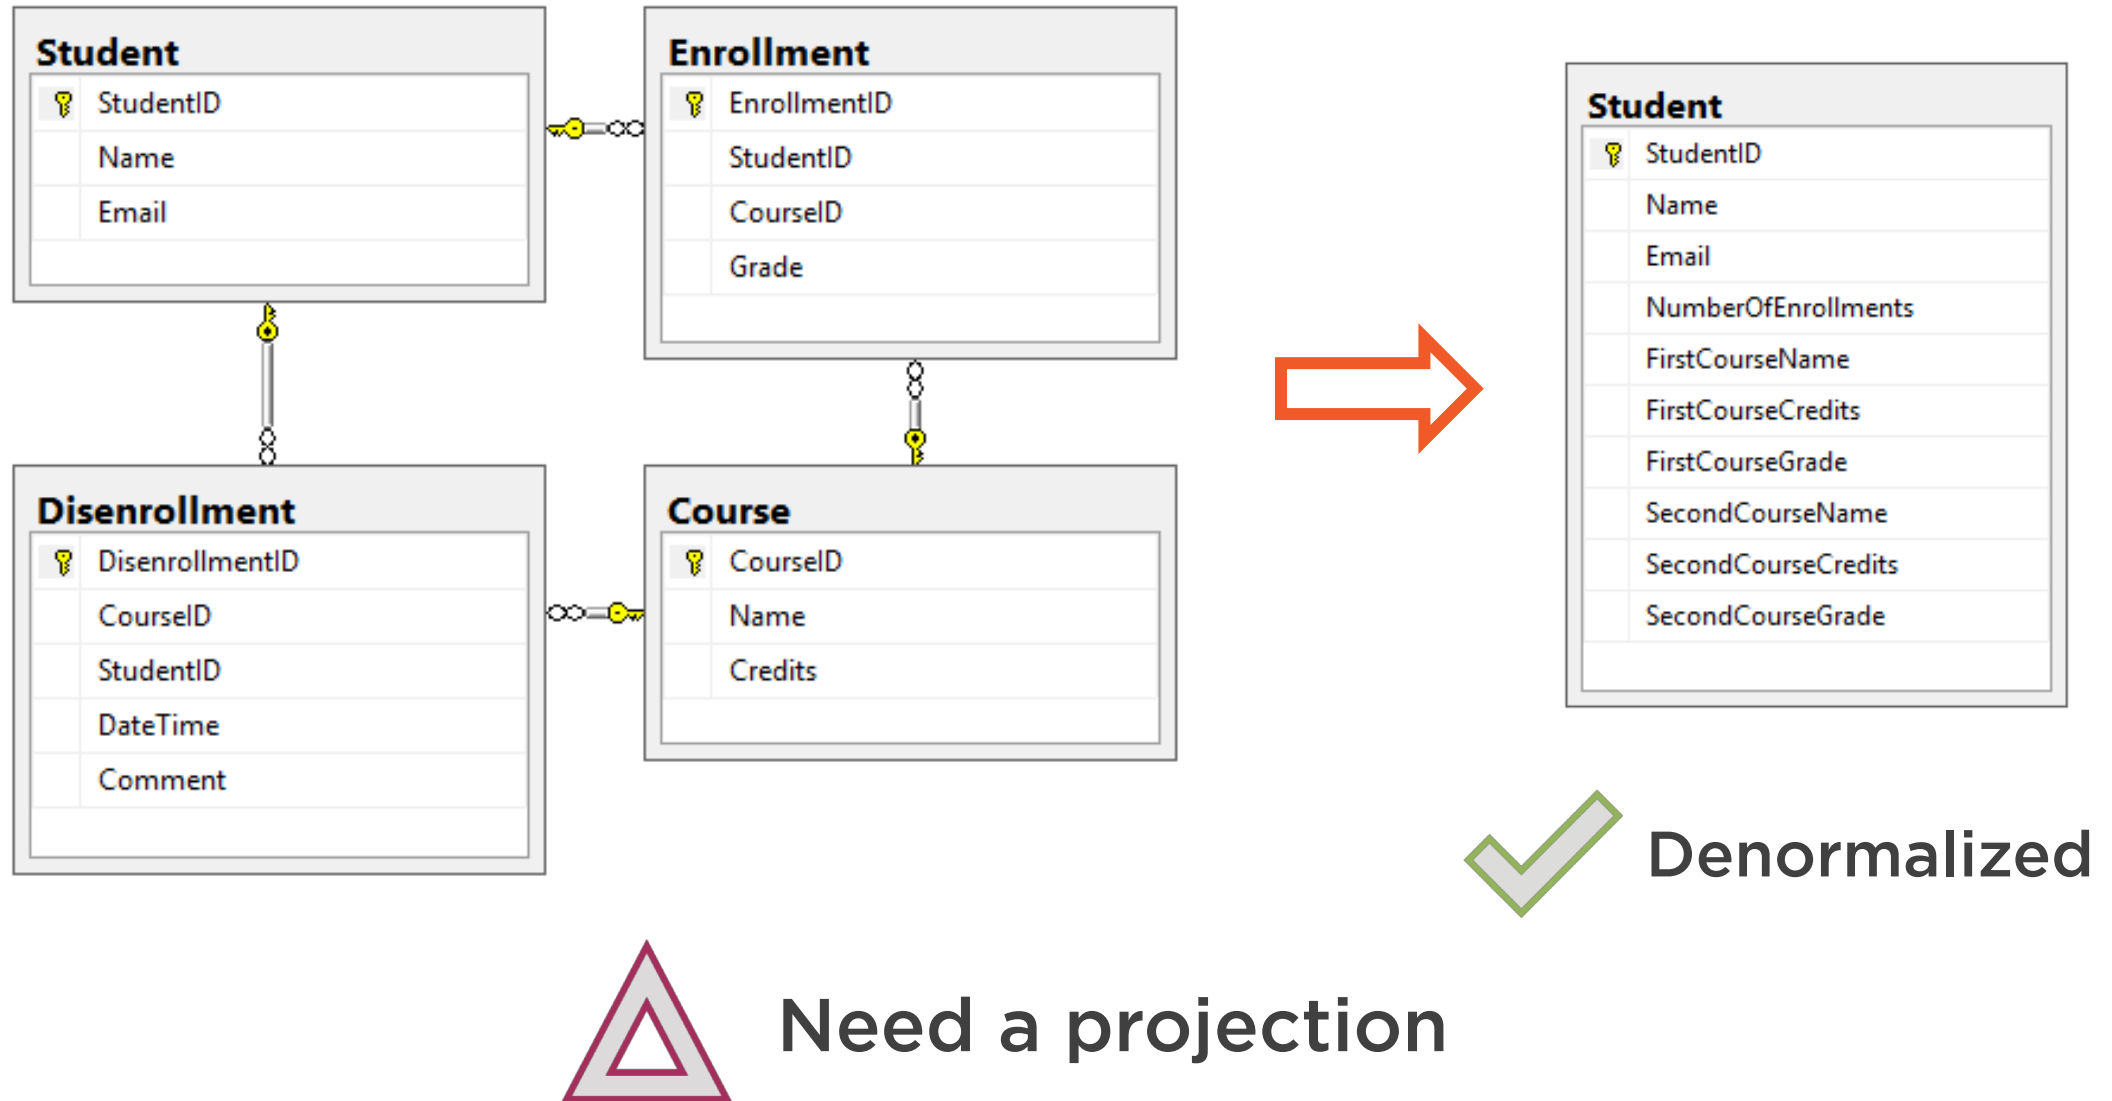 Student
StudentID
Name
Email
Enrollment
EnrollmentID
StudentID
CourseID
Grade
Disenrollment
DisenrollmentID
CourseID
StudentID
DateTime
Comment
Course
CourseID
Name
Credits
Student
StudentID
Name
Email
NumberOfEnrollments
FirstCourseName
FirstCourseCredits
FirstCourseGrade
SecondCourseName
SecondCourseCredits
SecondCourseGrade
Denormalized
Need a projection